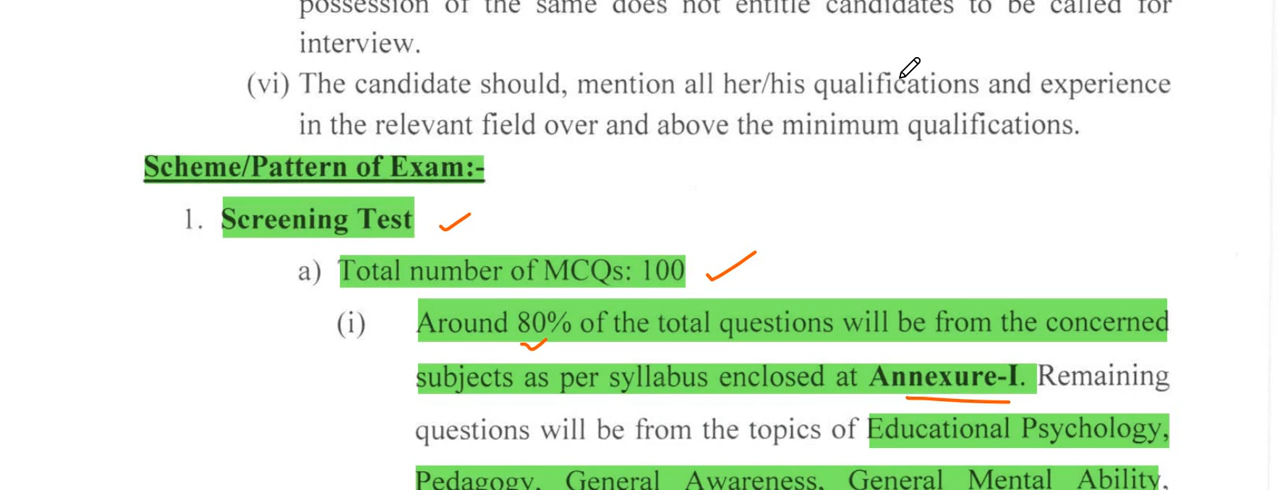 possession of the same does not entitle candidates to be called for
interview.
(vi) The candidate should, mention all her/his qualifications and experience
in the relevant field over and above the minimum qualifications.
Scheme/Pattern of Exam:-
1. Screening Test
a) Total number of MCQs: 100
(i) Around 80% of the total questions will be from the concerned
subjects as per syllabus enclosed at Annexure-I. Remaining
questions will be from the topics of Educational Psychology,
Pedagogy, General Awareness, General Mental Ability,